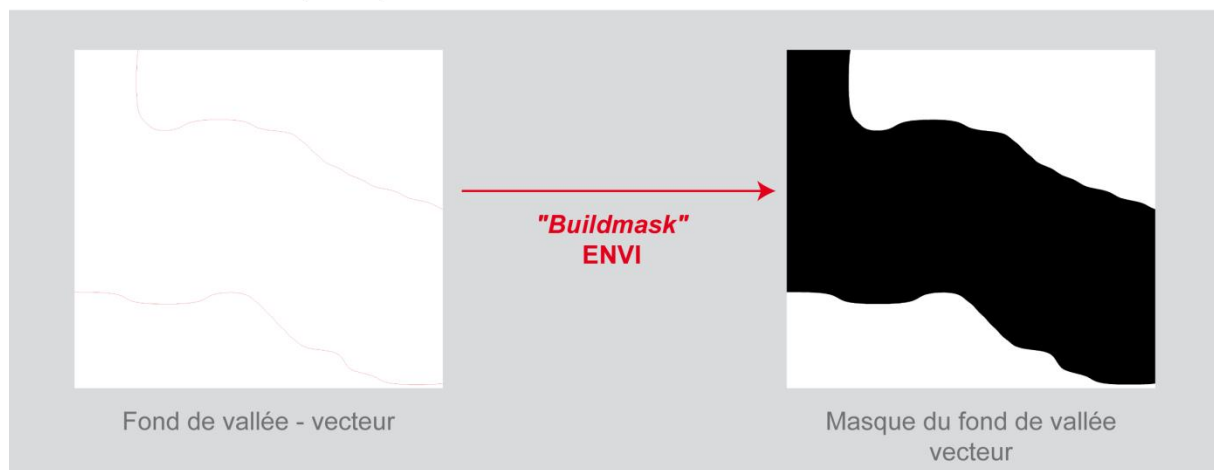 "Buildmask"
ENVI
Fond de vallée - vecteur
Masque du fond de vallée
vecteur